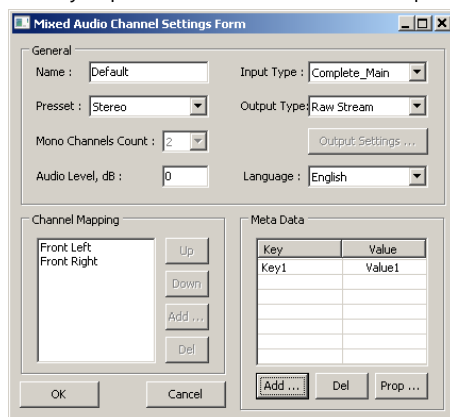 Mixed Audio Channel Settings Form
General
Name : Default Input Type : Complete_Main
Presset : Stereo Output Type: Raw Stream
Mono Channels Count : 2 Output Settings ...
Audio Level, dB : 0 Language : English
Channel Mapping
Front Left
Front Right
Up
Down
Add ...
Del
OK Cancel
Meta Data
Key Value
Key1 Value1
Add ... Del Prop ...